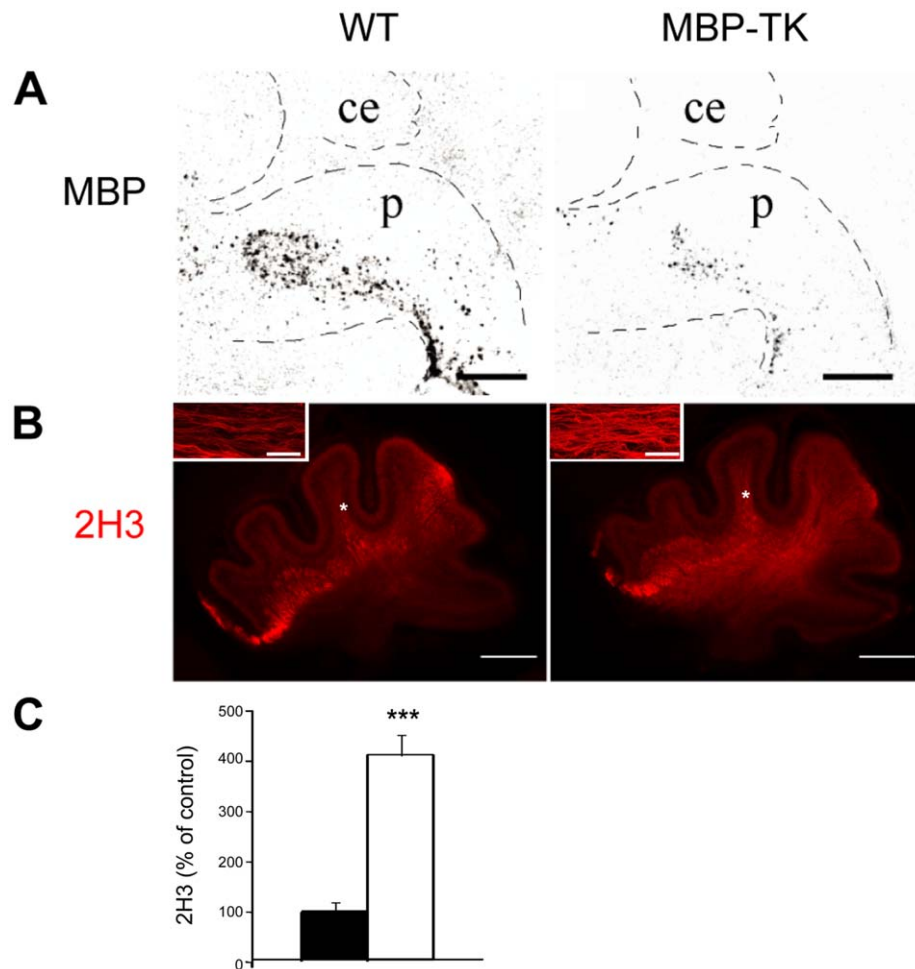 WT MBP-TK
A
ce ce
MBP p p
B
* *
2H3
C
500
***
400
300
200
100
0
2H3 (% of control)